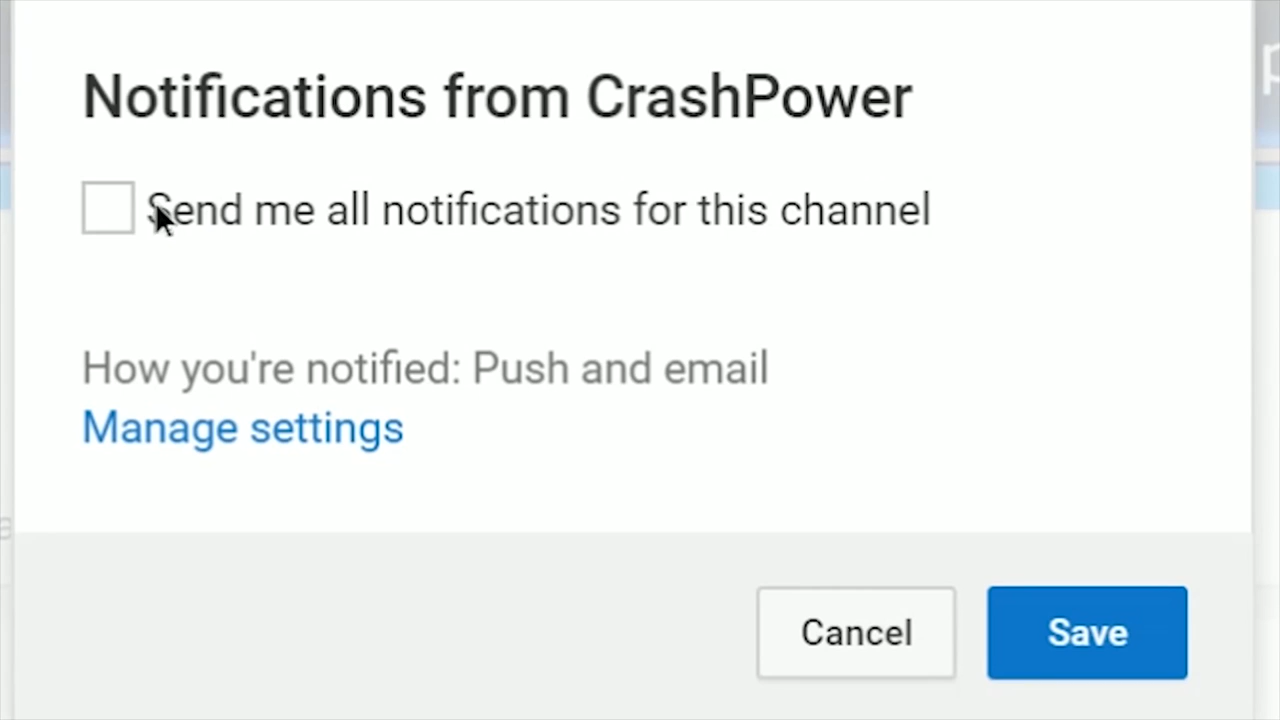 Notifications from CrashPower
Send me all notifications for this channel
How you're notified: Push and email
Manage settings
Cancel
Save